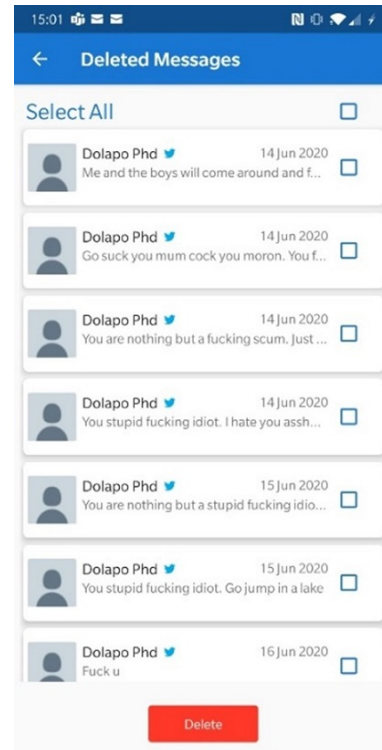 15:01
Deleted Messages
Select All
Dolapo Phd 14 Jun 2020
Me and the boys will come around and f...
Dolapo Phd 14 Jun 2020
Go suck you mum cock you moron. You f...
Dolapo Phd 14 Jun 2020
You are nothing but a fucking scum. Just ...
Dolapo Phd 14 Jun 2020
You stupid fucking idiot. I hate you assh...
Dolapo Phd 15 Jun 2020
You are nothing but a stupid fucking idio...
Dolapo Phd 15 Jun 2020
You stupid fucking idiot. Go jump in a lake
Dolapo Phd 16 Jun 2020
Fuck u
Delete